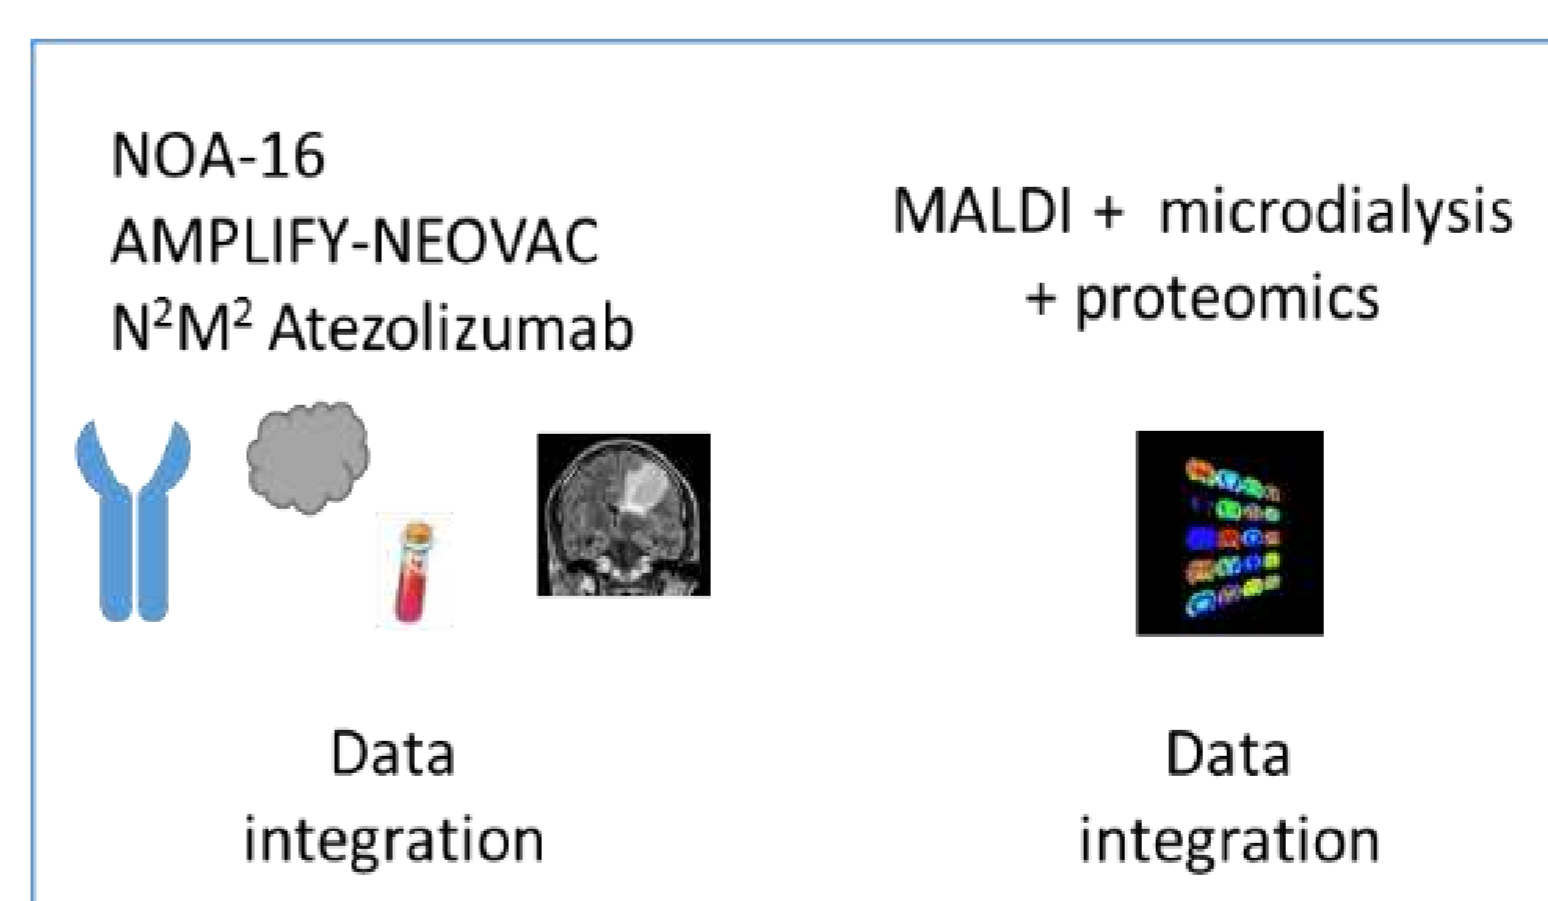 NOA-16
AMPLIFY-NEOVAC
N²M² Atezolizumab
MALDI + microdialysis
+ proteomics
Data
integration
Data
integration